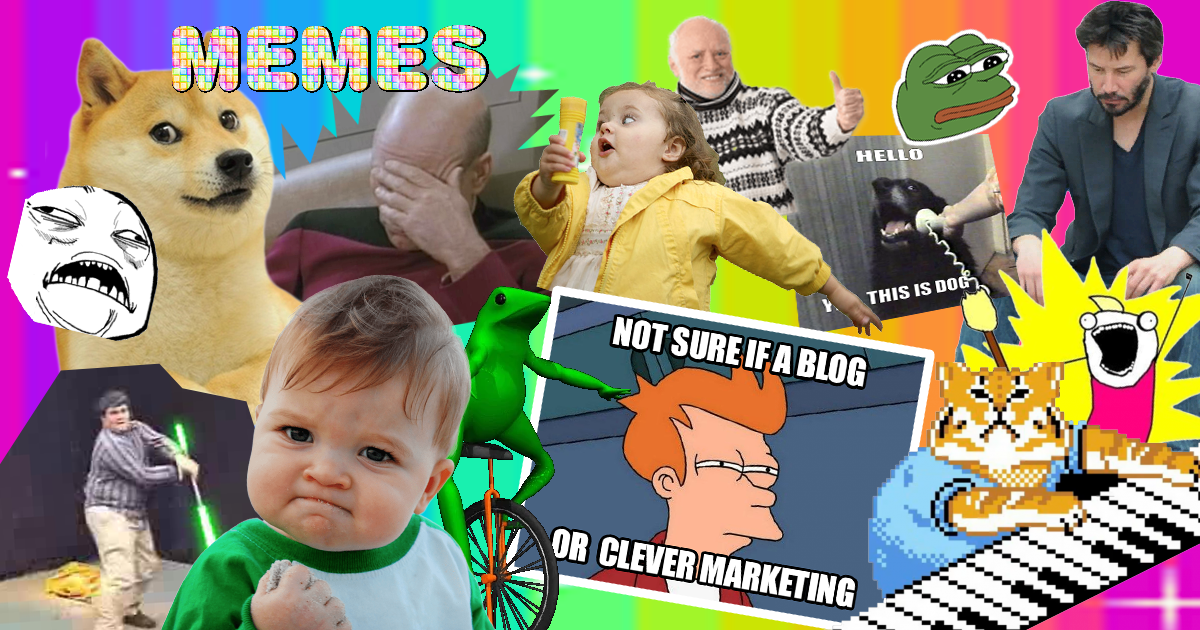 MEMES
HELLO
THIS IS DOG
NOT SURE IF A BLOG
OR CLEVER MARKETING